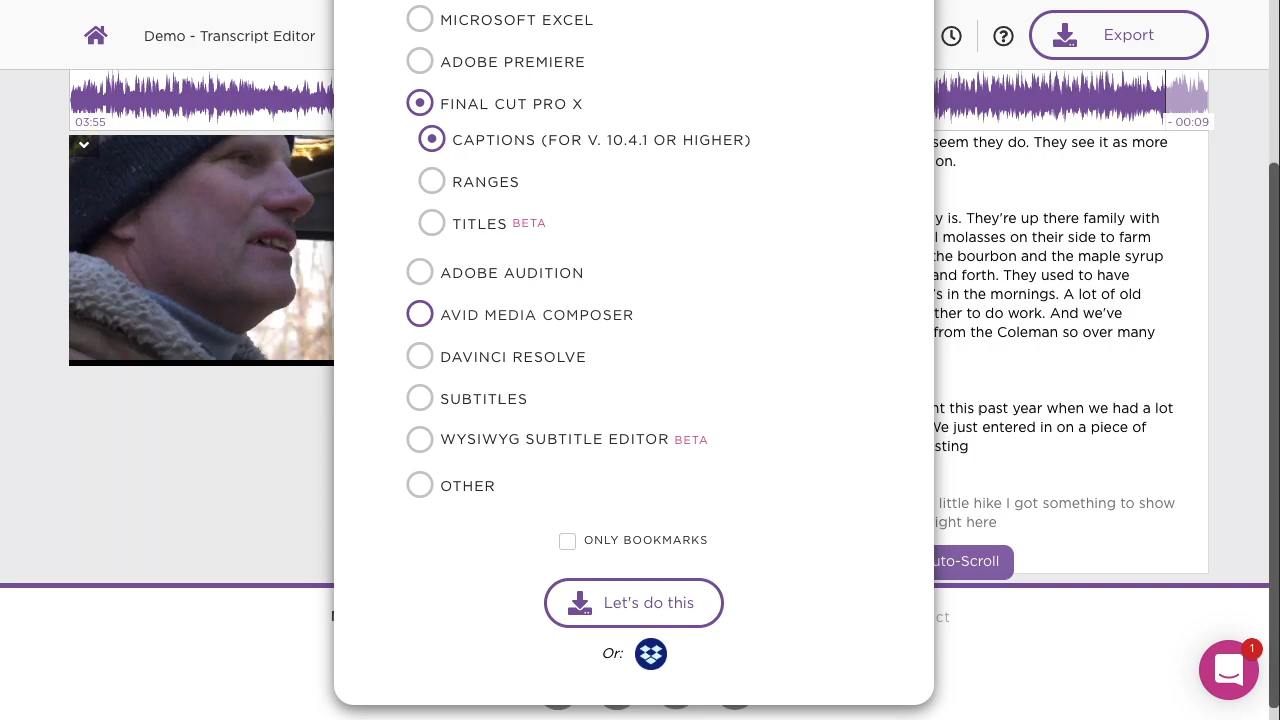 Demo - Transcript Editor
Export
03:55
- 00:09
MICROSOFT EXCEL
ADOBE PREMIERE
FINAL CUT PRO X
CAPTIONS (FOR V. 10.4.1 OR HIGHER)
RANGES
TITLES BETA
ADOBE AUDITION
AVID MEDIA COMPOSER
DAVINCI RESOLVE
SUBTITLES
WYSIWYG SUBTITLE EDITOR BETA
OTHER
ONLY BOOKMARKS
Let's do this
Or:
seem they do. They see it as more
on.
y is. They're up there family with
l molasses on their side to farm
the bourbon and the maple syrup
and forth. They used to have
's in the mornings. A lot of old
ther to do work. And we've
from the Coleman so over many
nt this past year when we had a lot
We just entered in on a piece of
sting
little hike I got something to show
ight here
uto-Scroll
ct
1